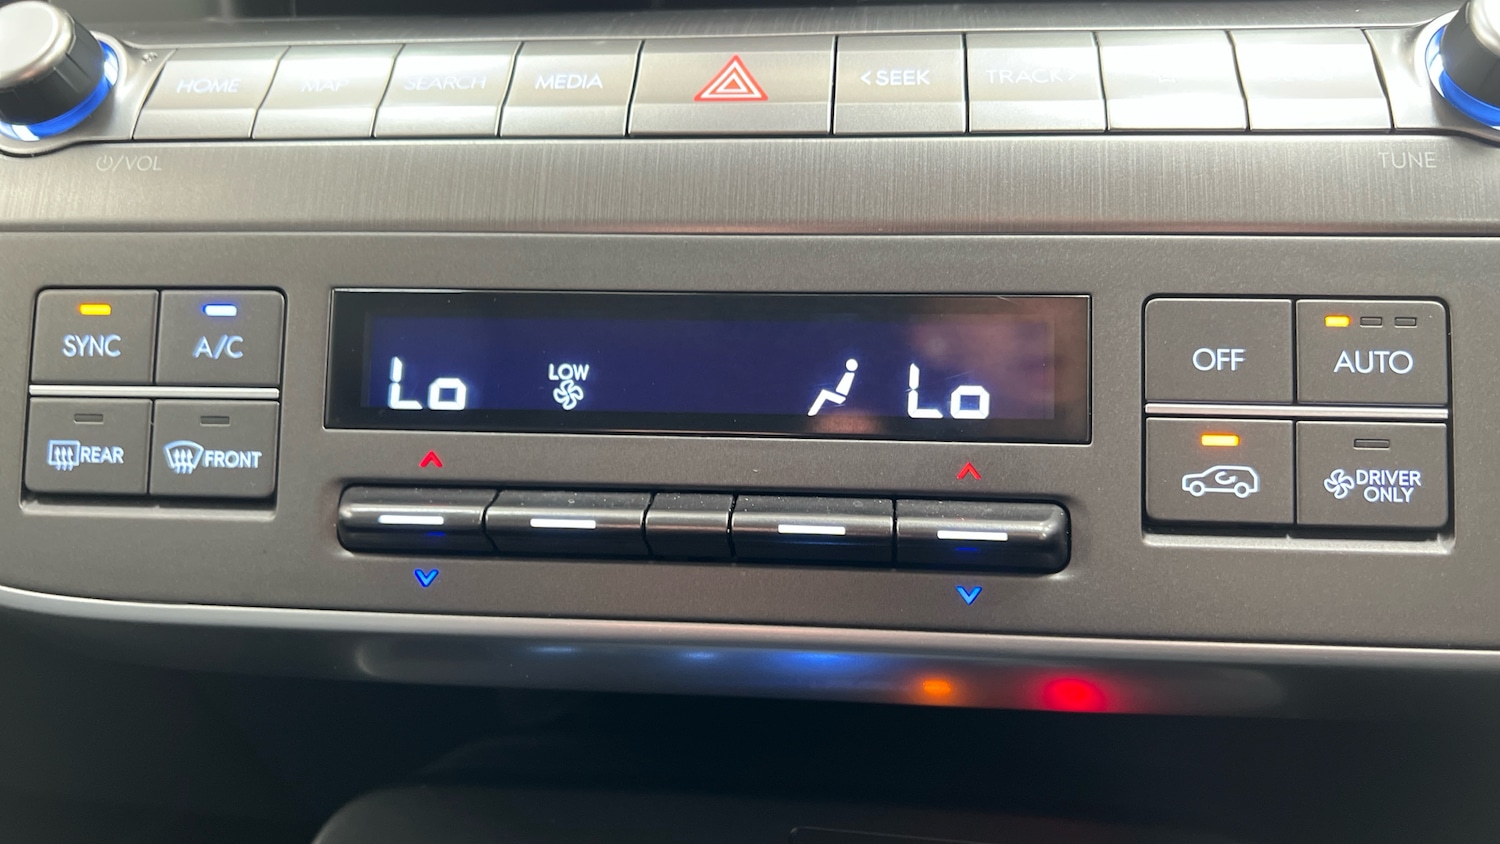 HOME
MAP
SEARCH
MEDIA
<SEEK
TRACK>
/VOL
TUNE
SYNC
A/C
Lo
LOW
Lo
OFF
AUTO
REAR
FRONT
DRIVER
ONLY